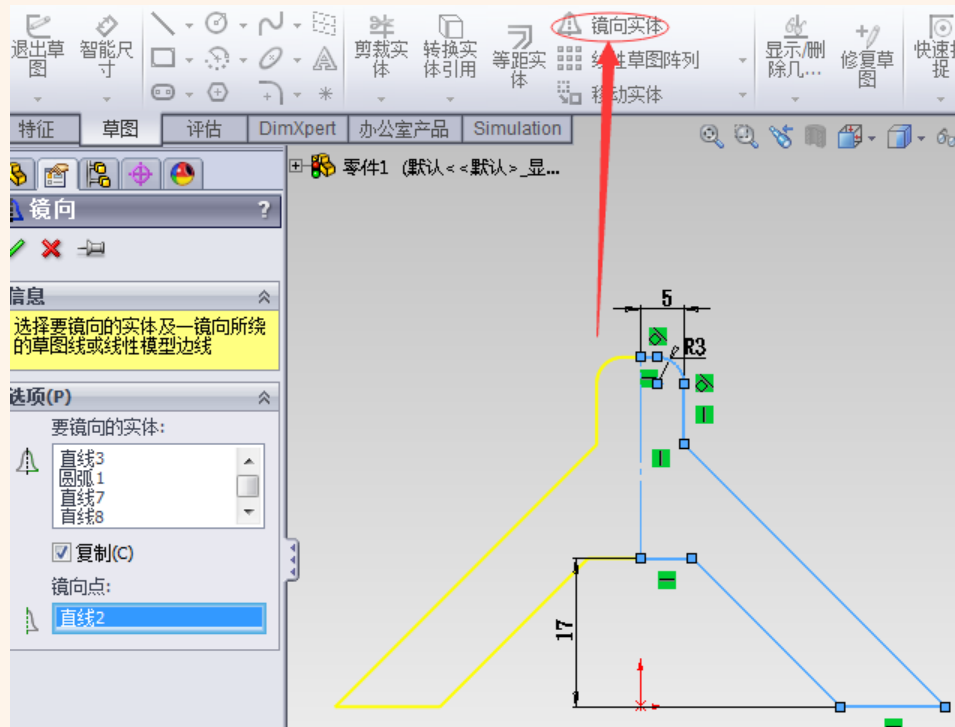 镜向实体
退出草图
智能尺寸
剪裁实体
转换实体引用
等距实体
线性草图阵列
移动实体
显示/删除几...
修复草图
快速
特征 草图 评估 DimXpert 办公室产品 Simulation
零件1 (默认<<默认>_显...
镜向 ?
信息
选择要镜向的实体及一镜向所绕
的草图线或线性模型边线
选项(P)
要镜向的实体:
直线3
圆弧1
直线7
直线8
复制(C)
镜向点:
直线2
5
R3
17